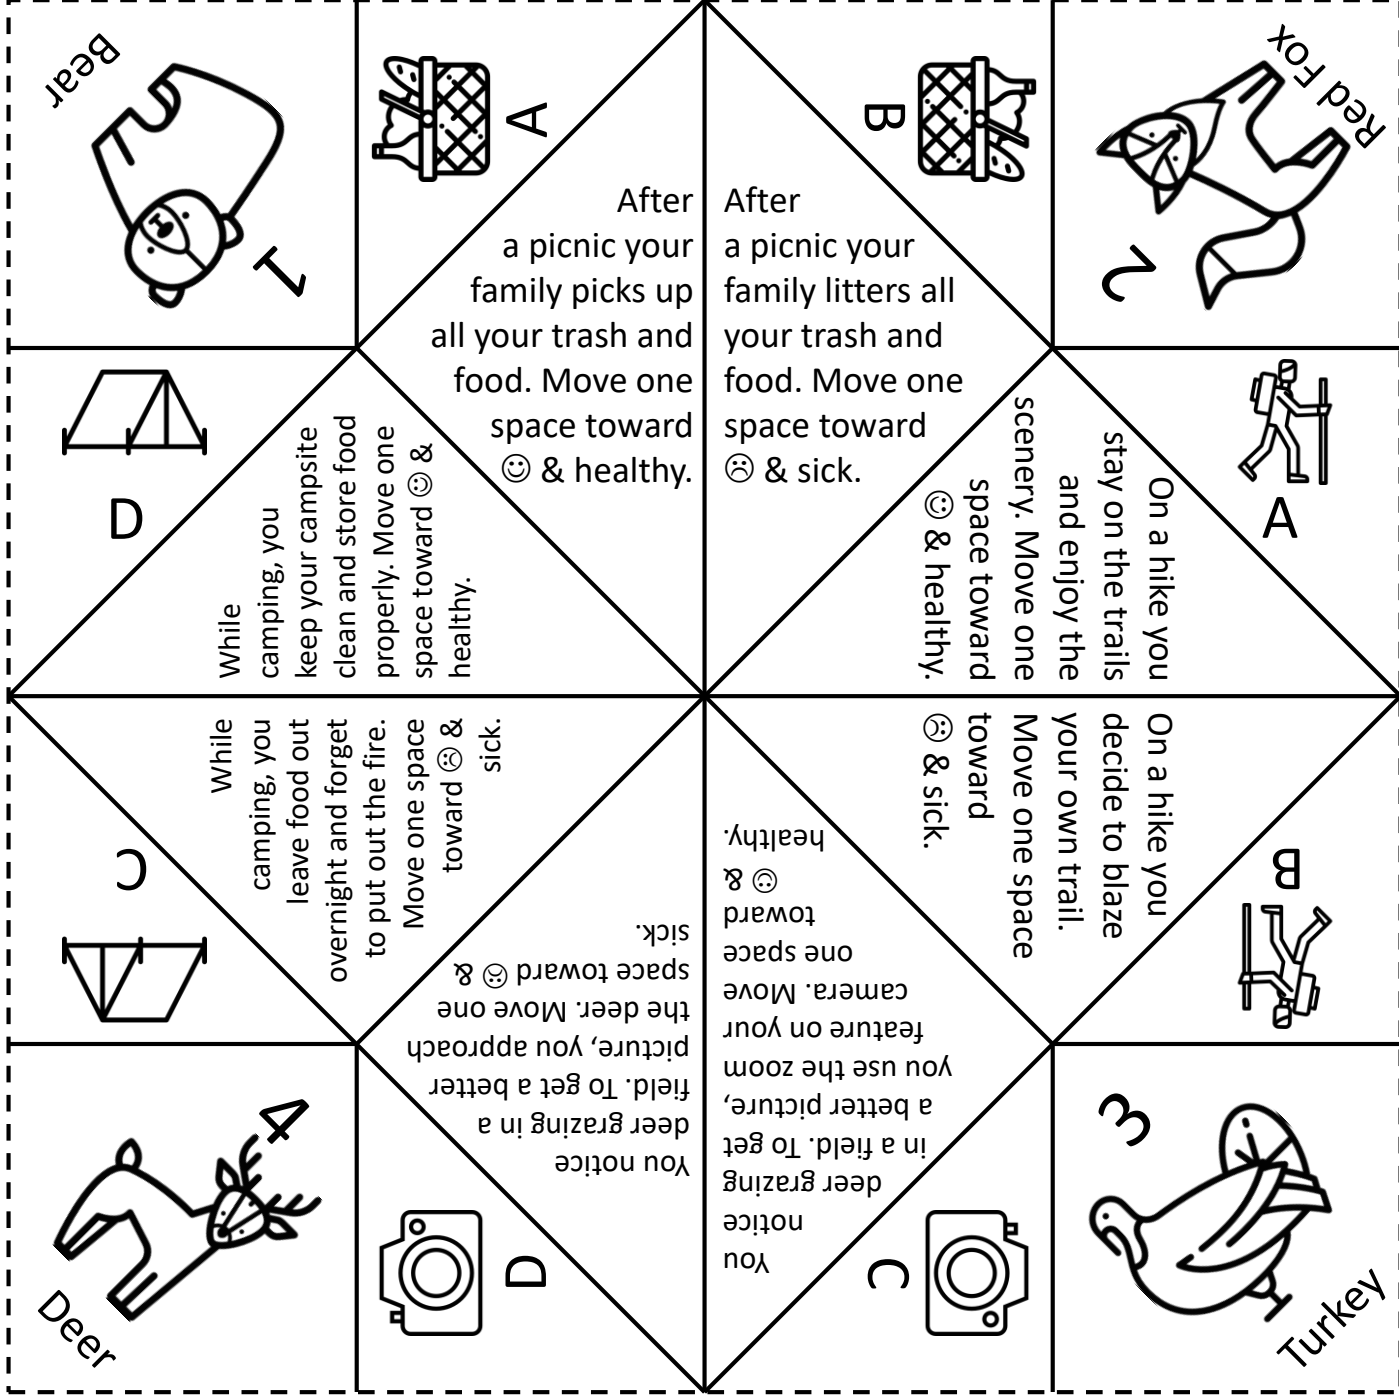 Bear
1
A
After
a picnic your
family picks up
all your trash and
food. Move one
space toward
☺ & healthy.
B
After
a picnic your
family litters all
your trash and
food. Move one
space toward
☹ & sick.
Red Fox
2
A
On a hike you
stay on the trails
and enjoy the
scenery. Move one
space toward
☺ & healthy.
B
On a hike you
decide to blaze
your own trail.
Move one space
toward
☹ & sick.
Turkey
3
C
You
notice
deer grazing
in a field. To get
a better picture,
you use the zoom
feature on your
camera. Move
one space
toward
☺ &
healthy.
D
You notice
deer grazing in a
field. To get a better
picture, you approach
the deer. Move one
space toward ☹ &
sick.
Deer
4
C
While
camping, you
leave food out
overnight and forget
to put out the fire.
Move one space
toward ☹ &
sick.
D
While
camping, you
keep your campsite
clean and store food
properly. Move one
space toward ☺ &
healthy.